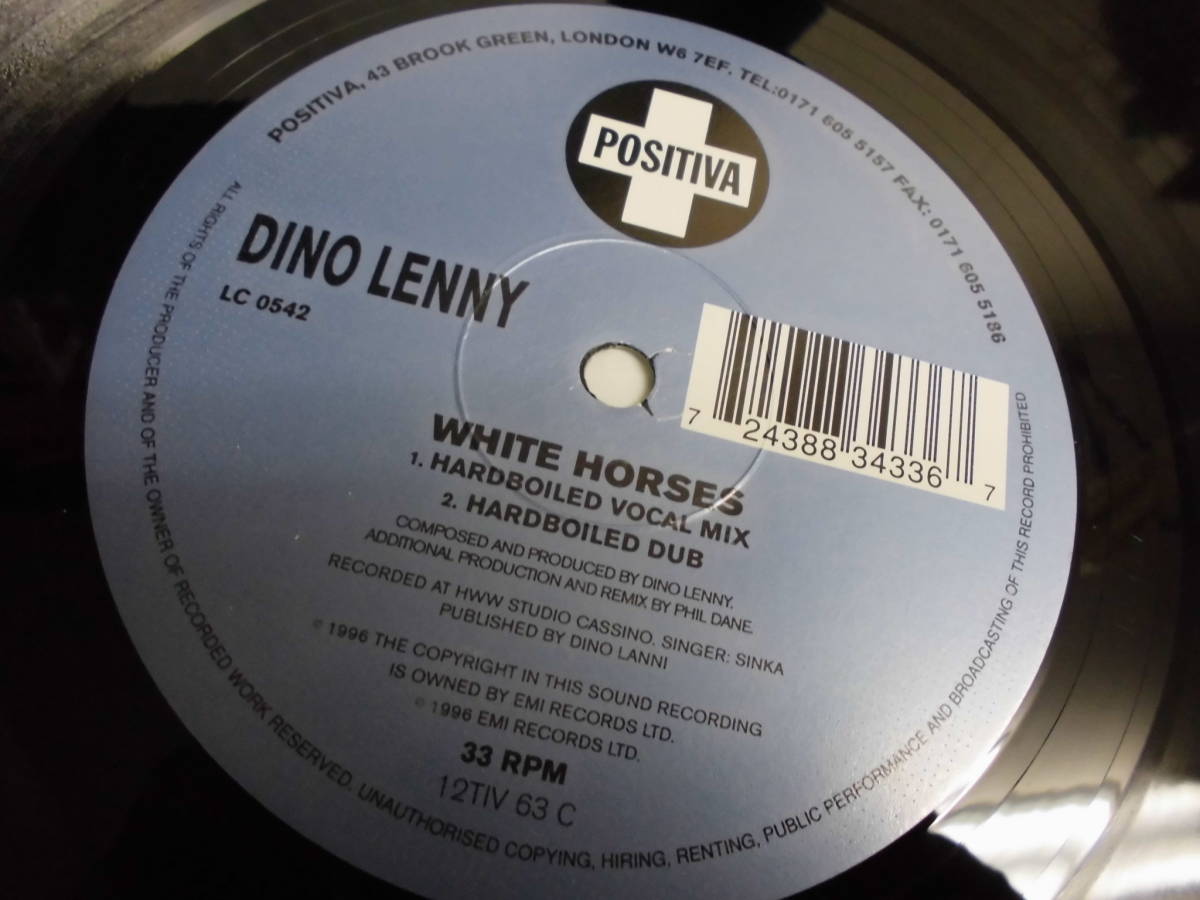 POSITIVA, 43 BROOK GREEN, LONDON W6 7EF. TEL:0171 605 5157 FAX: 0171 605 5186
POSITIVA
DINO LENNY
LC 0542
7 24388 34336 7
WHITE HORSES
1. HARDBOILED VOCAL MIX
2. HARDBOILED DUB
COMPOSED AND PRODUCED BY DINO LENNY.
ADDITIONAL PRODUCTION AND REMIX BY PHIL DANE.
RECORDED AT HWW STUDIO CASSINO. SINGER: SINKA
PUBLISHED BY DINO LANNI
℗ 1996 THE COPYRIGHT IN THIS SOUND RECORDING
IS OWNED BY EMI RECORDS LTD.
© 1996 EMI RECORDS LTD.
33 RPM
12TIV 63 C
ALL RIGHTS OF THE PRODUCER AND OF THE OWNER OF RECORDED WORK RESERVED. UNAUTHORISED COPYING, HIRING, RENTING, PUBLIC PERFORMANCE AND BROADCASTING OF THIS RECORD PROHIBITED